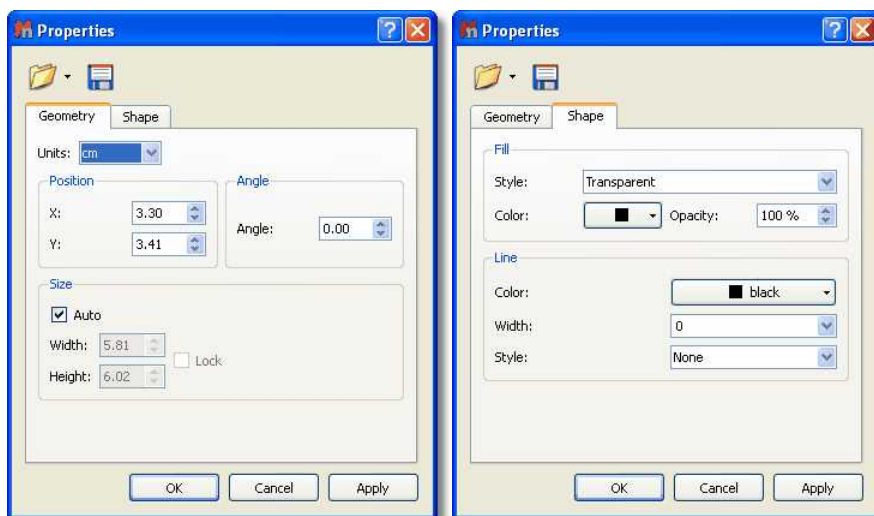 Properties
Geometry Shape
Units: cm
Position
X: 3.30
Y: 3.41
Angle
Angle: 0.00
Size
Auto
Width: 5.81
Lock
Height: 6.02
OK Cancel Apply
Properties
Geometry Shape
Fill
Style: Transparent
Color: Opacity: 100 %
Line
Color: black
Width: 0
Style: None
OK Cancel Apply